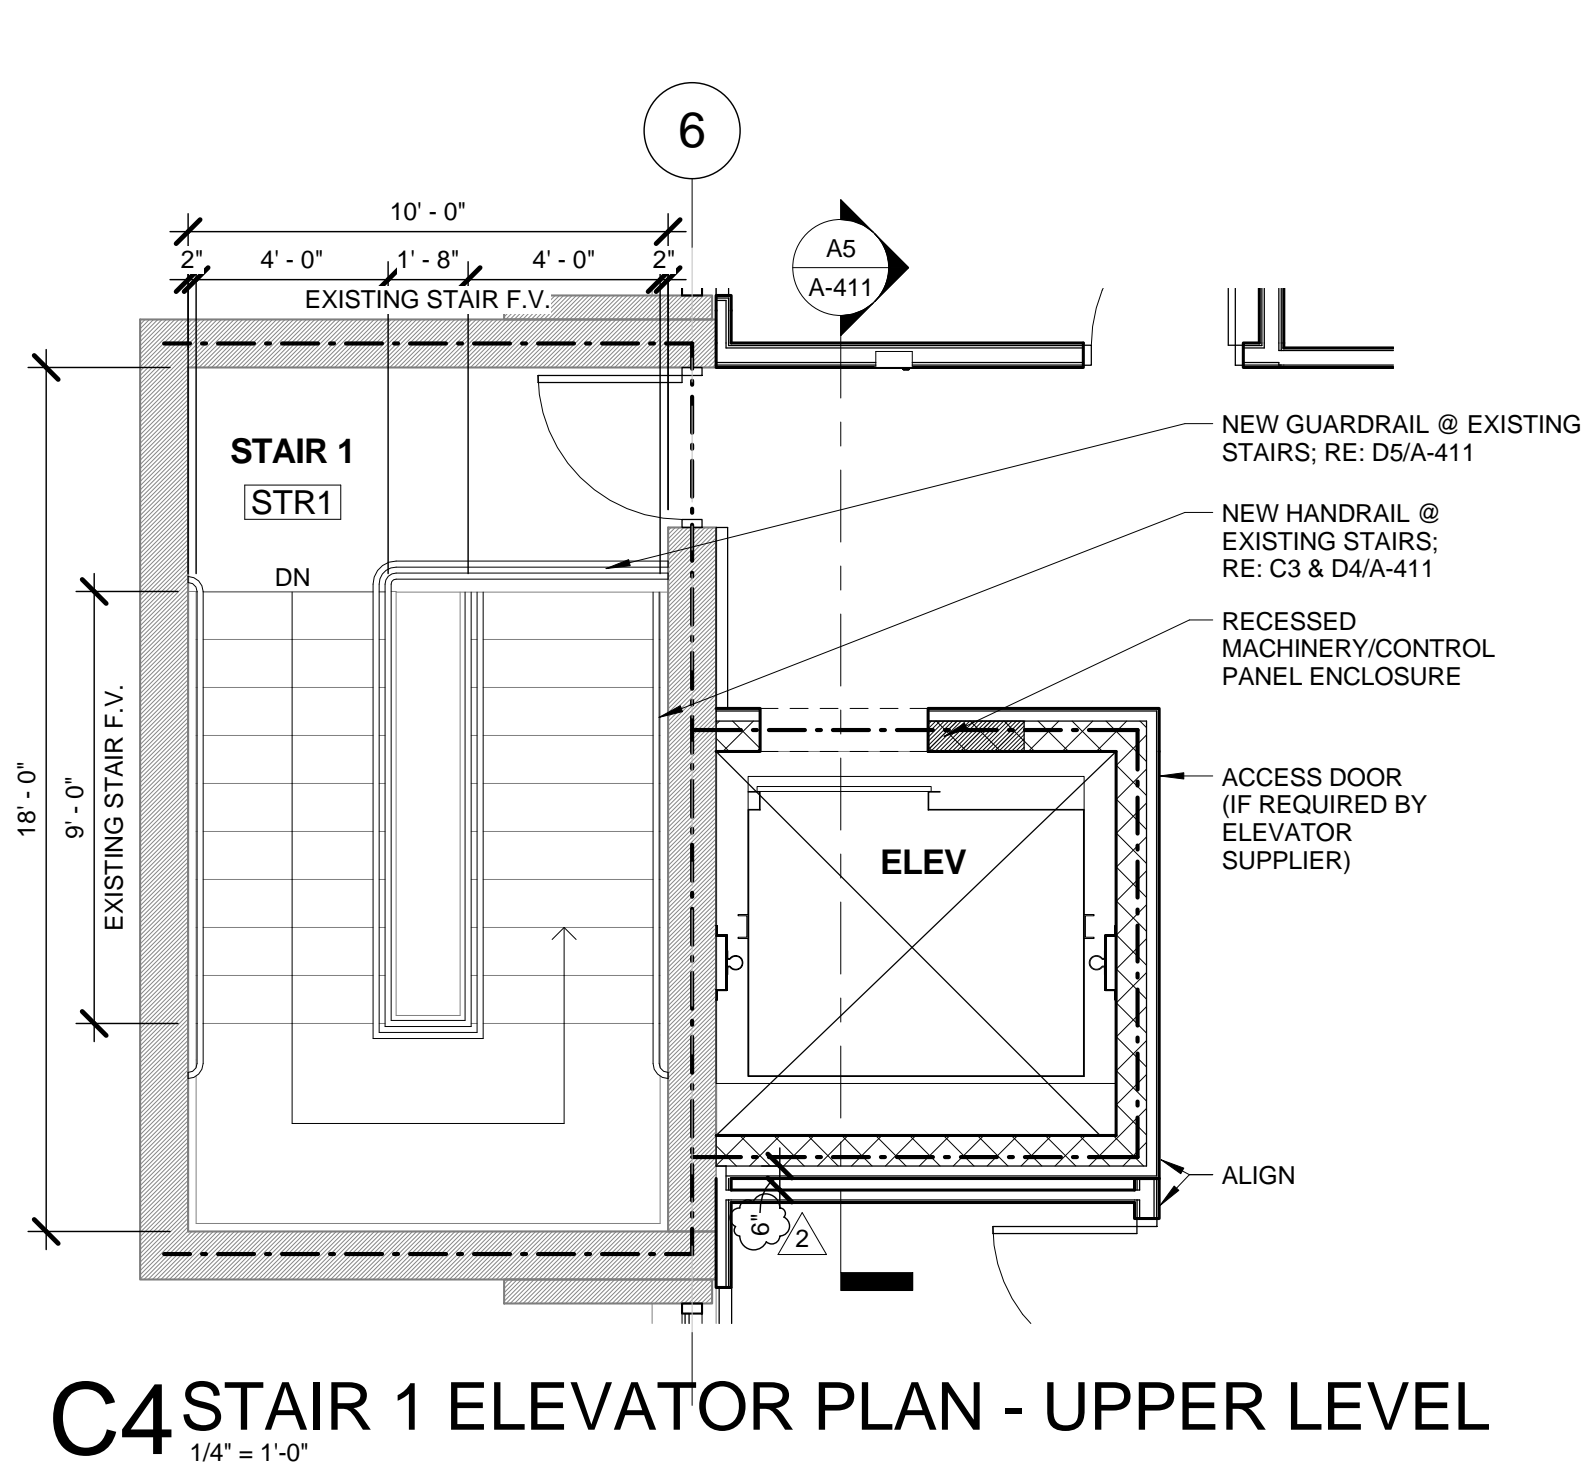 6
10' - 0"
2" 4' - 0" 1' - 8" 4' - 0" 2"
EXISTING STAIR F.V.
A5
A-411
STAIR 1
STR1
DN
18' - 0"
9' - 0"
EXISTING STAIR F.V.
ELEV
NEW GUARDRAIL @ EXISTING
STAIRS; RE: D5/A-411
NEW HANDRAIL @
EXISTING STAIRS;
RE: C3 & D4/A-411
RECESSED
MACHINERY/CONTROL
PANEL ENCLOSURE
ACCESS DOOR
(IF REQUIRED BY
ELEVATOR
SUPPLIER)
ALIGN
6"
2
C4 STAIR 1 ELEVATOR PLAN - UPPER LEVEL
1/4" = 1'-0"